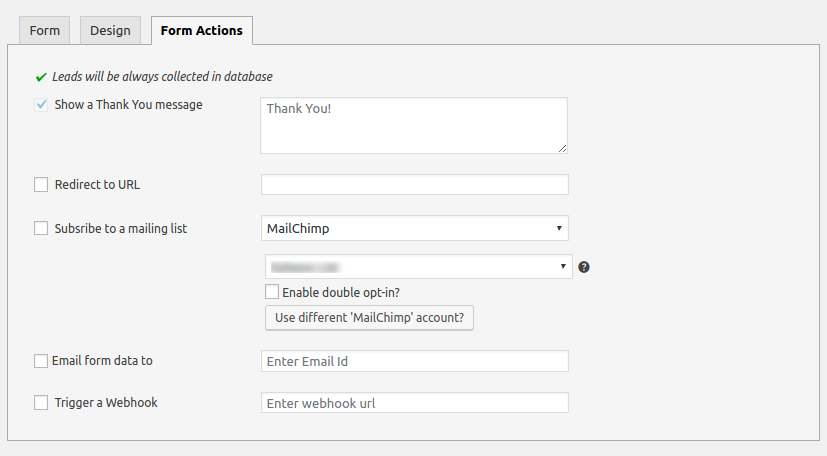 Form Design Form Actions
Leads will be always collected in database
Show a Thank You message Thank You!
Redirect to URL
Subsribe to a mailing list MailChimp
Enable double opt-in?
Use different 'MailChimp' account?
Email form data to Enter Email Id
Trigger a Webhook Enter webhook url